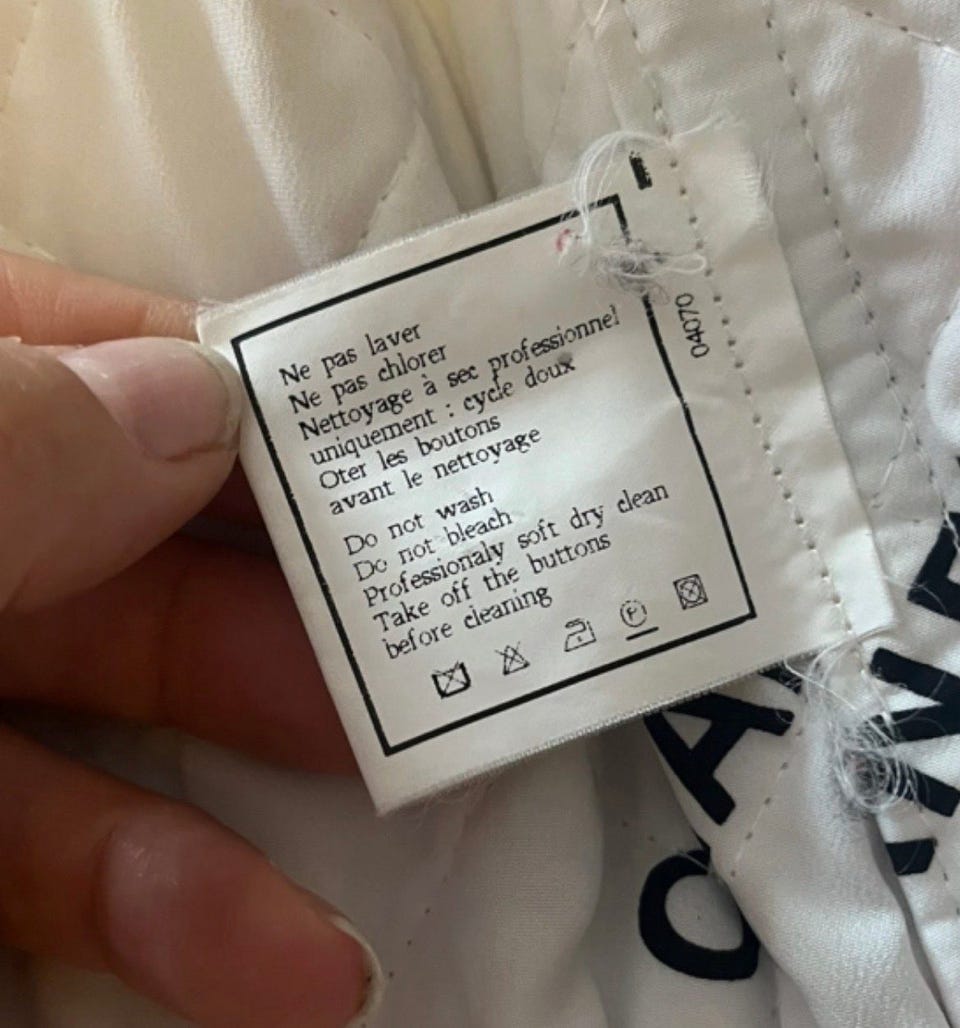 Ne pas laver
Ne pas chlorer
Nettoyage à sec professionnel
uniquement : cycle doux
Oter les boutons
avant le nettoyage
Do not wash
Do not bleach
Professionaly soft dry clean
Take off the buttons
before cleaning
P
04070